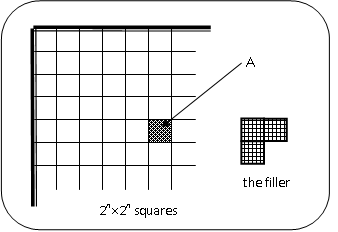 A
the filler
2ⁿ×2ⁿ squares